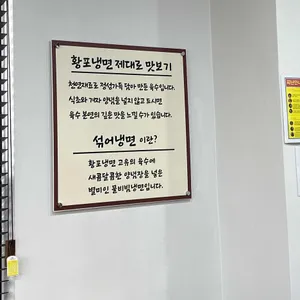 황포냉면 제대로 맛보기
천연재료로 정성가득 담아 만든 육수입니다.
식초와 겨자 양념을 넣지 않고 드시면
육수 본연의 깊은 맛을 느낄 수가 있습니다.
섞어냉면 이란?
황포냉면 고유의 육수에
새콤달콤한 양념장을 넣은
별미인 물비빔냉면입니다.